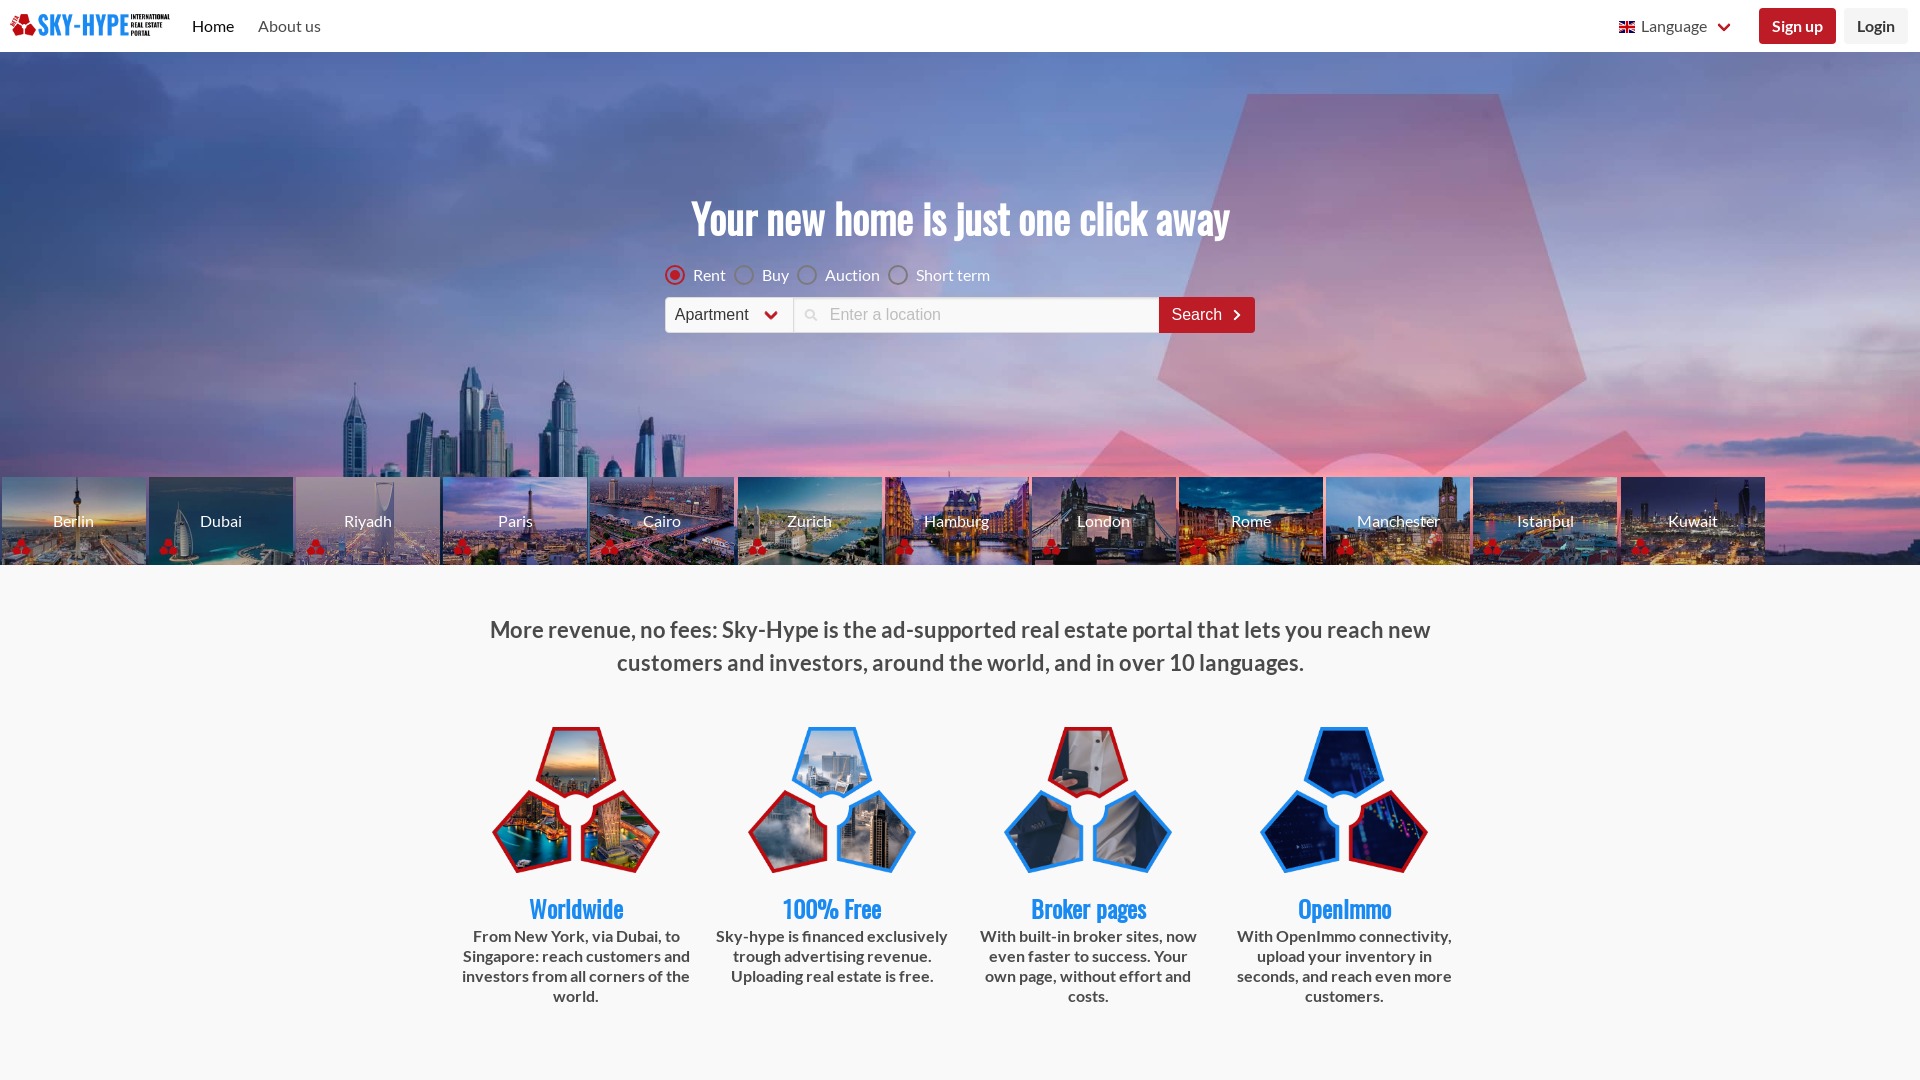 SKY-HYPE INTERNATIONAL REAL ESTATE PORTAL
Home
About us
Language
Sign up
Login
Your new home is just one click away
Rent
Buy
Auction
Short term
Apartment
Enter a location
Search
Berlin
Dubai
Riyadh
Paris
Cairo
Zurich
Hamburg
London
Rome
Manchester
Istanbul
Kuwait
More revenue, no fees: Sky-Hype is the ad-supported real estate portal that lets you reach new
customers and investors, around the world, and in over 10 languages.
Worldwide
From New York, via Dubai, to
Singapore: reach customers and
investors from all corners of the
world.
100% Free
Sky-hype is financed exclusively
trough advertising revenue.
Uploading real estate is free.
Broker pages
With built-in broker sites, now
even faster to success. Your
own page, without effort and
costs.
OpenImmo
With OpenImmo connectivity,
upload your inventory in
seconds, and reach even more
customers.